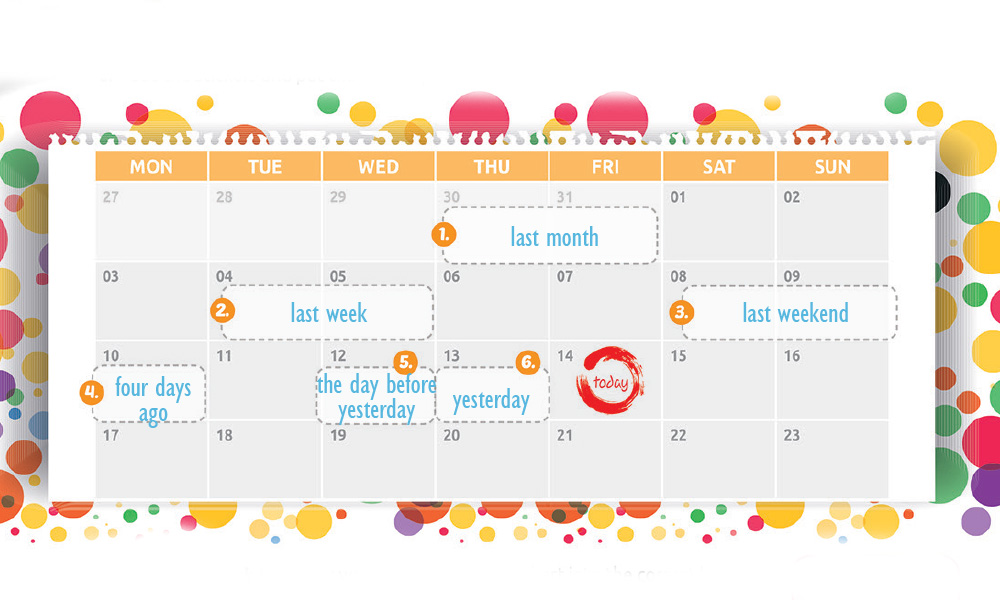 MON TUE WED THU FRI SAT SUN
27 28 29 30 31 01 02
1. last month
03 04 05 06 07 08 09
2. last week
3. last weekend
10 11 12 13 14 15 16
5. 6.
4. four days
ago
the day before
yesterday
yesterday
today
17 18 19 20 21 22 23